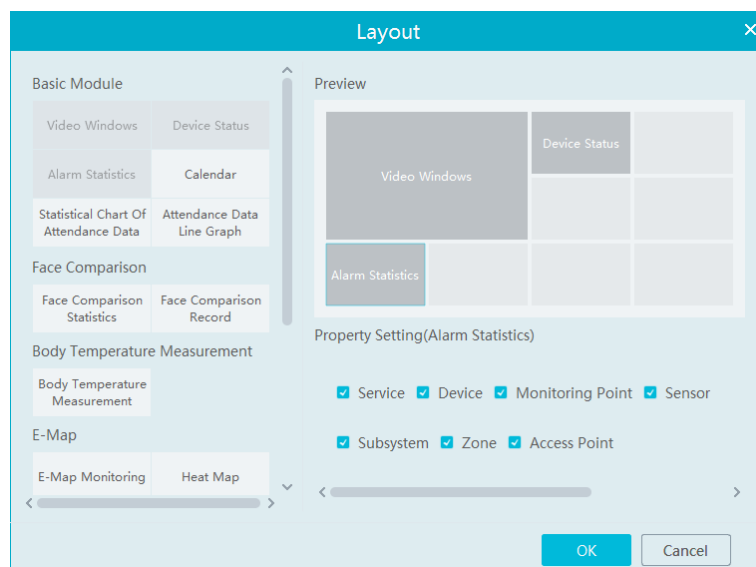 Layout
Basic Module
Video Windows
Device Status
Alarm Statistics
Calendar
Statistical Chart Of
Attendance Data
Attendance Data
Line Graph
Face Comparison
Face Comparison
Statistics
Face Comparison
Record
Body Temperature Measurement
Body Temperature
Measurement
E-Map
E-Map Monitoring
Heat Map
Preview
Video Windows
Device Status
Alarm Statistics
Property Setting(Alarm Statistics)
Service Device Monitoring Point Sensor
Subsystem Zone Access Point
OK
Cancel